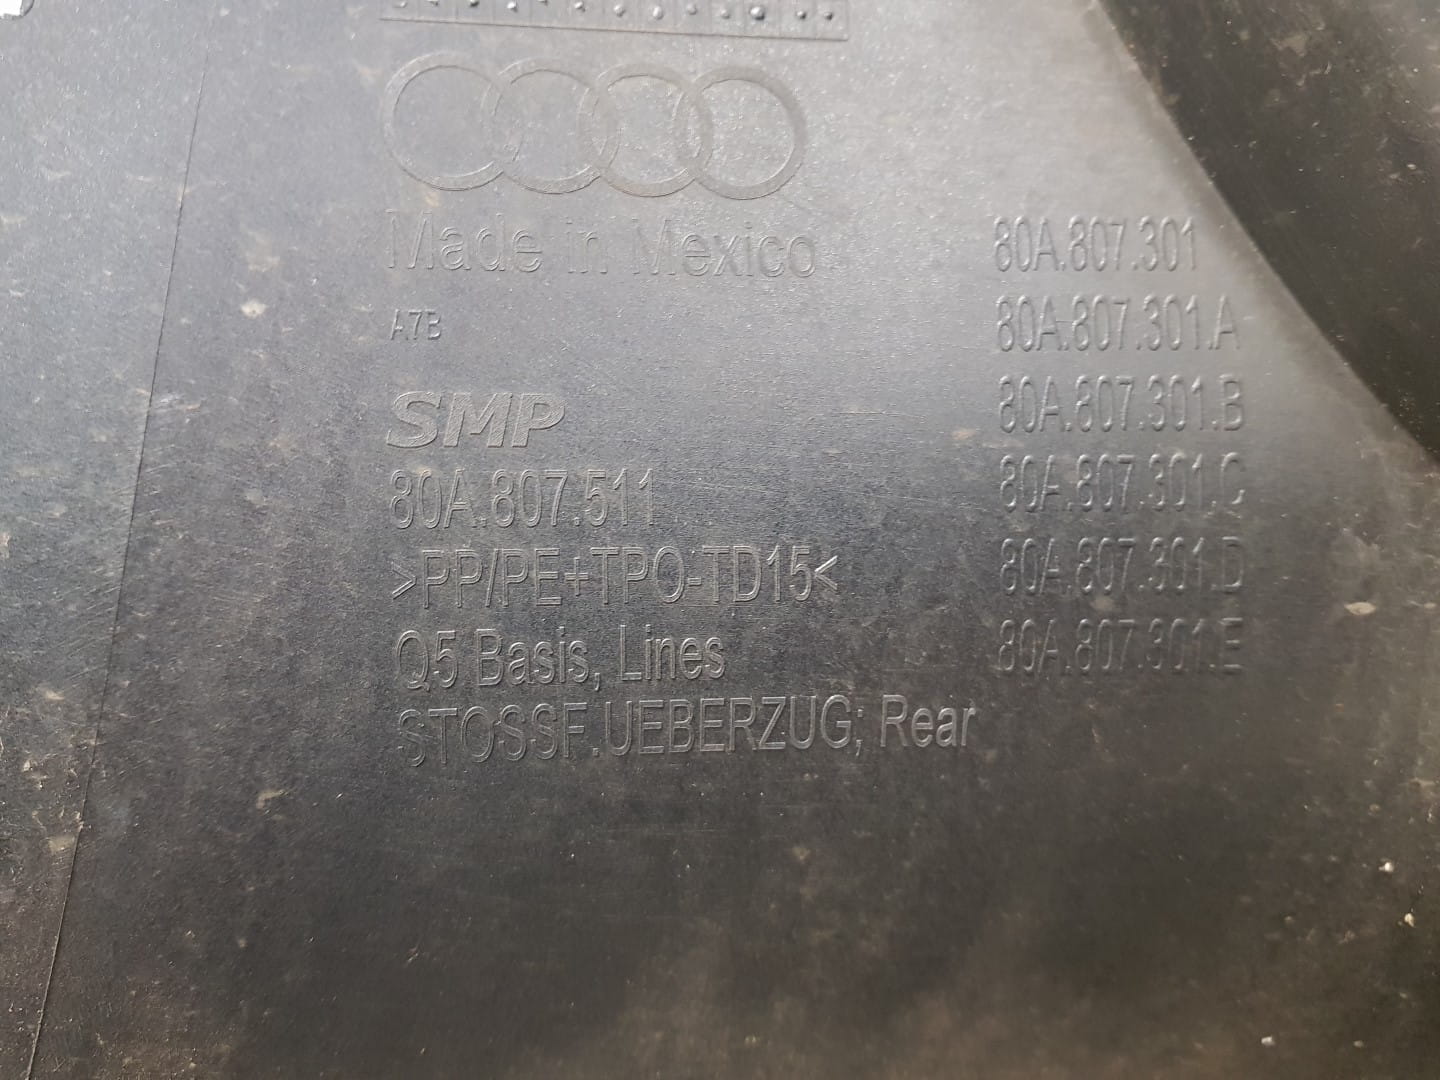 Made in Mexico
A7B
SMP
80A.807.511
>PP/PE+TPO-TD15<
Q5 Basis, Lines
STOSSF.UEBERZUG; Rear
80A.807.301
80A.807.301.A
80A.807.301.B
80A.807.301.C
80A.807.301.D
80A.807.301.E